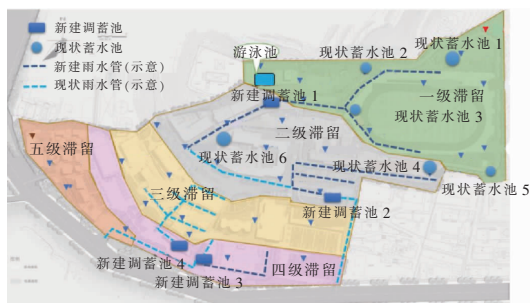 新建调蓄池
现状蓄水池
新建雨水管(示意)
现状雨水管(示意)
游泳池
现状蓄水池 2
现状蓄水池 1
新建调蓄池 1
一级滞留
现状蓄水池 3
二级滞留
五级滞留
现状蓄水池 6
现状蓄水池 4
现状蓄水池 5
三级滞留
新建调蓄池 2
新建调蓄池 4
四级滞留
新建调蓄池 3